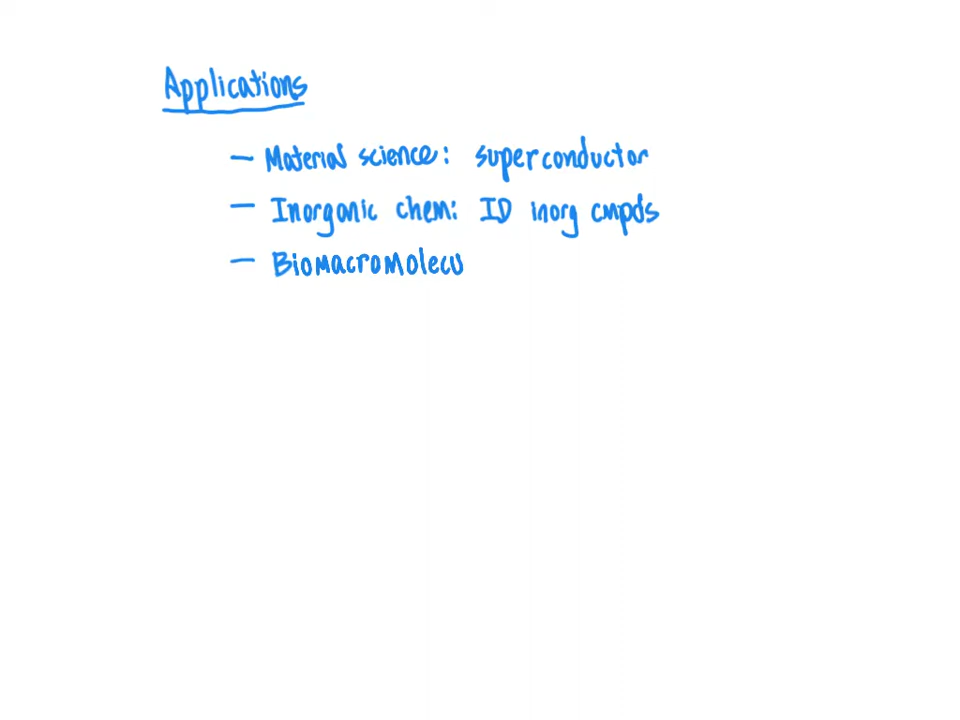 Applications
— Material science: superconductor
— Inorganic chem: ID inorg cmpds
— Biomacromolecu